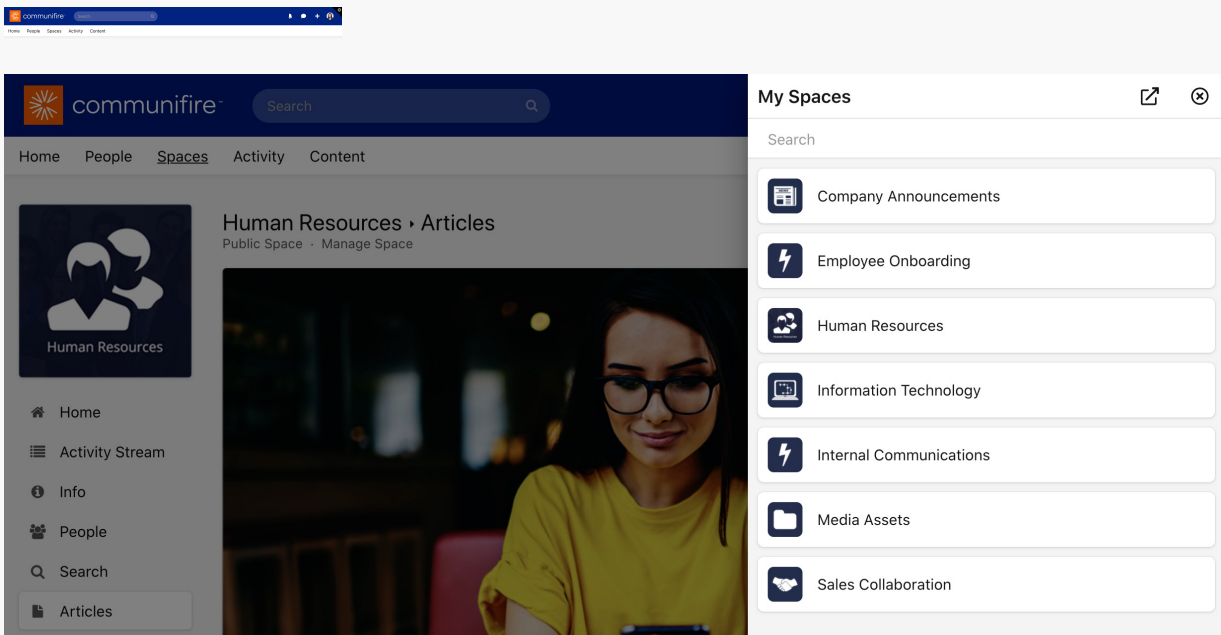 communifire
Search
Home People Spaces Activity Content
communifire
Search
Home People Spaces Activity Content
Human Resources
Human Resources › Articles
Public Space · Manage Space
Home
Activity Stream
Info
People
Search
Articles
My Spaces
Search
Company Announcements
Employee Onboarding
Human Resources
Information Technology
Internal Communications
Media Assets
Sales Collaboration